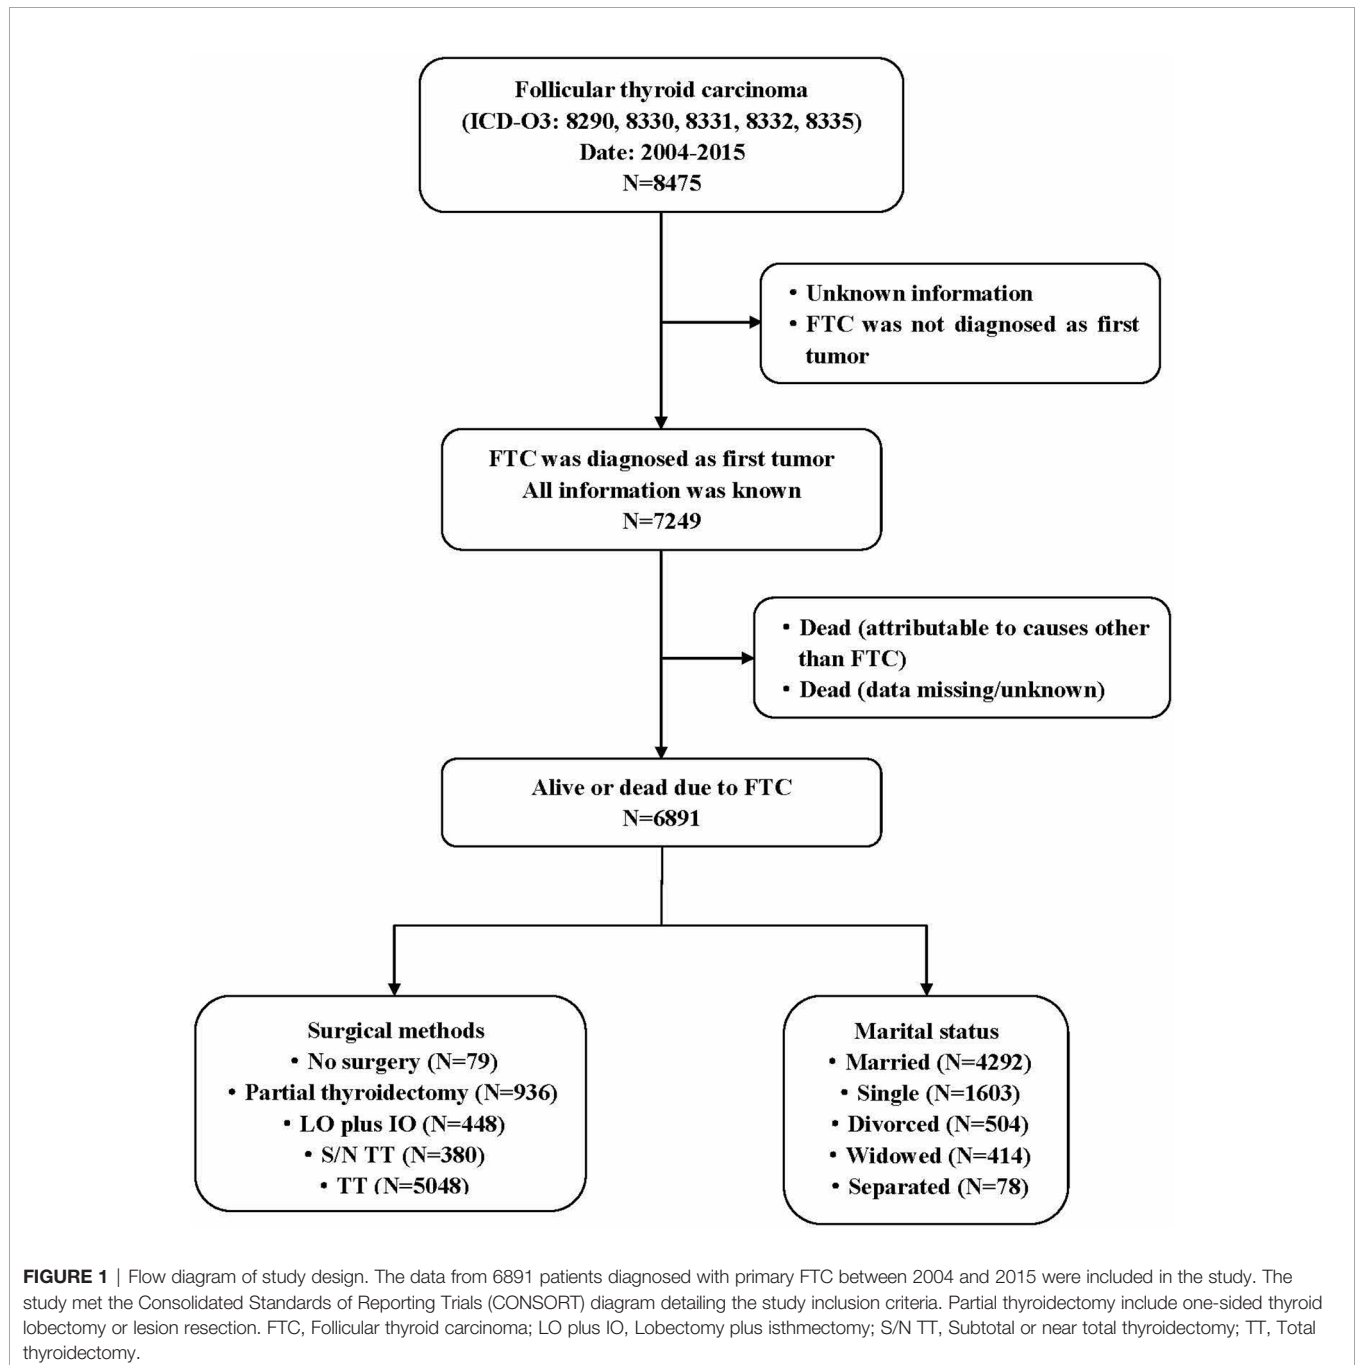 Follicular thyroid carcinoma
(ICD-O3: 8290, 8330, 8331, 8332, 8335)
Date: 2004-2015
N=8475
• Unknown information
• FTC was not diagnosed as first
tumor
FTC was diagnosed as first tumor
All information was known
N=7249
• Dead (attributable to causes other
than FTC)
• Dead (data missing/unknown)
Alive or dead due to FTC
N=6891
Surgical methods
• No surgery (N=79)
• Partial thyroidectomy (N=936)
• LO plus IO (N=448)
• S/N TT (N=380)
• TT (N=5048)
Marital status
• Married (N=4292)
• Single (N=1603)
• Divorced (N=504)
• Widowed (N=414)
• Separated (N=78)
FIGURE 1 | Flow diagram of study design. The data from 6891 patients diagnosed with primary FTC between 2004 and 2015 were included in the study. The
study met the Consolidated Standards of Reporting Trials (CONSORT) diagram detailing the study inclusion criteria. Partial thyroidectomy include one-sided thyroid
lobectomy or lesion resection. FTC, Follicular thyroid carcinoma; LO plus IO, Lobectomy plus isthmectomy; S/N TT, Subtotal or near total thyroidectomy; TT, Total
thyroidectomy.